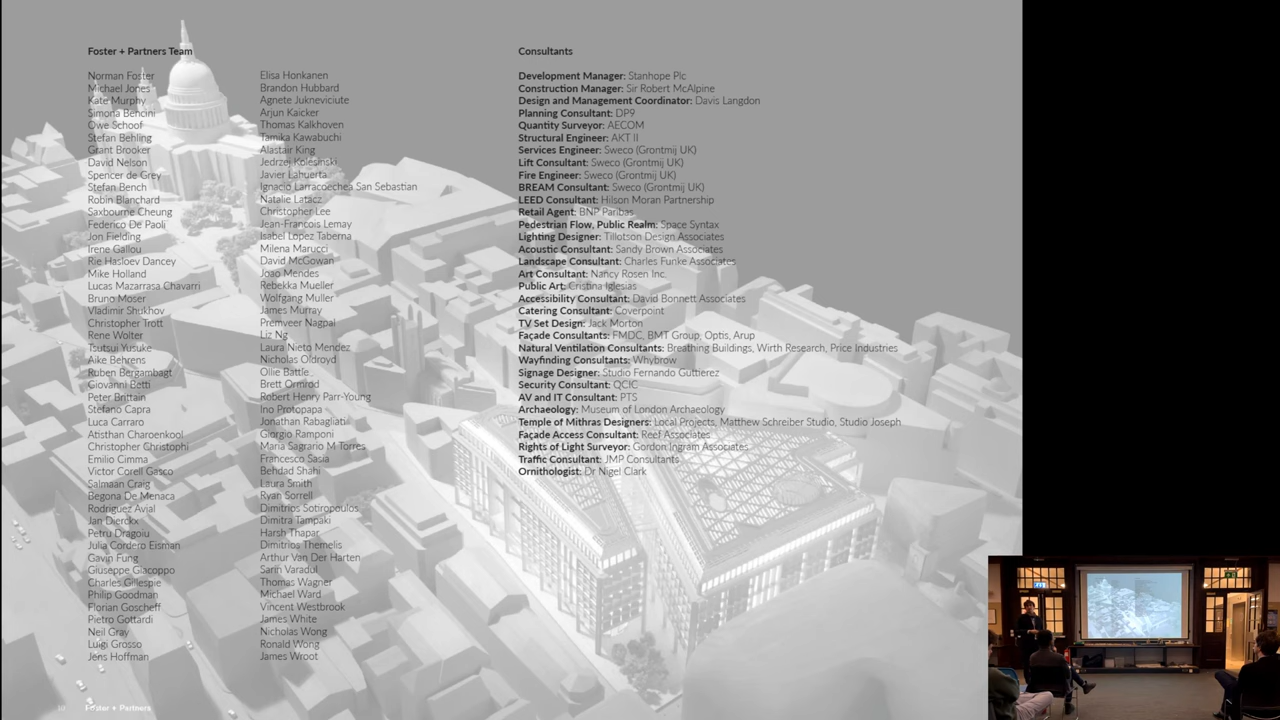 Foster + Partners Team
Norman Foster
Michael Jones
Kate Murphy
Simona Bencini
Owe Schoof
Stefan Behling
Grant Brooker
David Nelson
Spencer de Grey
Stefan Bench
Robin Blanchard
Saxbourne Cheung
Federico De Paoli
Jon Fielding
Irene Gallou
Rie Hasloev Dancey
Mike Holland
Lucas Mazarrasa Chavarri
Bruno Moser
Vladimir Shukhov
Christopher Trott
Rene Wolter
Tsutsui Yusuke
Aike Behrens
Ruben Bergambagt
Giovanni Betti
Peter Brittain
Stefano Capra
Luca Carraro
Atisthan Charoenkool
Christopher Christophi
Emilio Cimma
Victor Corell Gasco
Salmaan Craig
Begona De Menaca
Rodriguez Avial
Jan Dierckx
Petru Dragoiu
Julia Cordero Eisman
Gavin Fung
Giuseppe Giacoppo
Charles Gillespie
Philip Goodman
Florian Goscheff
Pietro Gottardi
Neil Gray
Luigi Grosso
Jens Hoffman
Elisa Honkanen
Brandon Hubbard
Agnete Jukneviciute
Arjun Kaicker
Thomas Kalkhoven
Tamika Kawabuchi
Alastair King
Jedrzej Kolesinski
Javier Lahuerta
Ignacio Larracoechea San Sebastian
Natalie Latacz
Christopher Lee
Jean-Francois Lemay
Isabel Lopez Taberna
Milena Marucci
David McGowan
Joao Mendes
Rebekka Mueller
Wolfgang Muller
James Murray
Premveer Nagpal
Liz Ng
Laura Nieto Mendez
Nicholas Oldroyd
Ollie Battle
Brett Ormrod
Robert Henry Parr-Young
Ino Protopapa
Jonathan Rabagliati
Giorgio Ramponi
Maria Sagrario M Torres
Francesco Sasia
Behdad Shahi
Laura Smith
Ryan Sorrell
Dimitrios Sotiropoulos
Dimitra Tampaki
Harsh Thapar
Dimitrios Themelis
Arthur Van Der Harten
Sarin Varadul
Thomas Wagner
Michael Ward
Vincent Westbrook
James White
Nicholas Wong
Ronald Wong
James Wroot
Consultants
Development Manager: Stanhope Plc
Construction Manager: Sir Robert McAlpine
Design and Management Coordinator: Davis Langdon
Planning Consultant: DP9
Quantity Surveyor: AECOM
Structural Engineer: AKT II
Services Engineer: Sweco (Grontmij UK)
Lift Consultant: Sweco (Grontmij UK)
Fire Engineer: Sweco (Grontmij UK)
BREAM Consultant: Sweco (Grontmij UK)
LEED Consultant: Hilson Moran Partnership
Retail Agent: BNP Paribas
Pedestrian Flow, Public Realm: Space Syntax
Lighting Designer: Tillotson Design Associates
Acoustic Consultant: Sandy Brown Associates
Landscape Consultant: Charles Funke Associates
Art Consultant: Nancy Rosen Inc.
Public Art: Cristina Iglesias
Accessibility Consultant: David Bonnett Associates
Catering Consultant: Coverpoint
TV Set Design: Jack Morton
Façade Consultants: FMDC, BMT Group, Optis, Arup
Natural Ventilation Consultants: Breathing Buildings, Wirth Research, Price Industries
Wayfinding Consultants: Whybrow
Signage Designer: Studio Fernando Guttierez
Security Consultant: QCIC
AV and IT Consultant: PTS
Archaeology: Museum of London Archaeology
Temple of Mithras Designers: Local Projects, Matthew Schreiber Studio, Studio Joseph
Façade Access Consultant: Reef Associates
Rights of Light Surveyor: Gordon Ingram Associates
Traffic Consultant: JMP Consultants
Ornithologist: Dr Nigel Clark
10 Foster + Partners